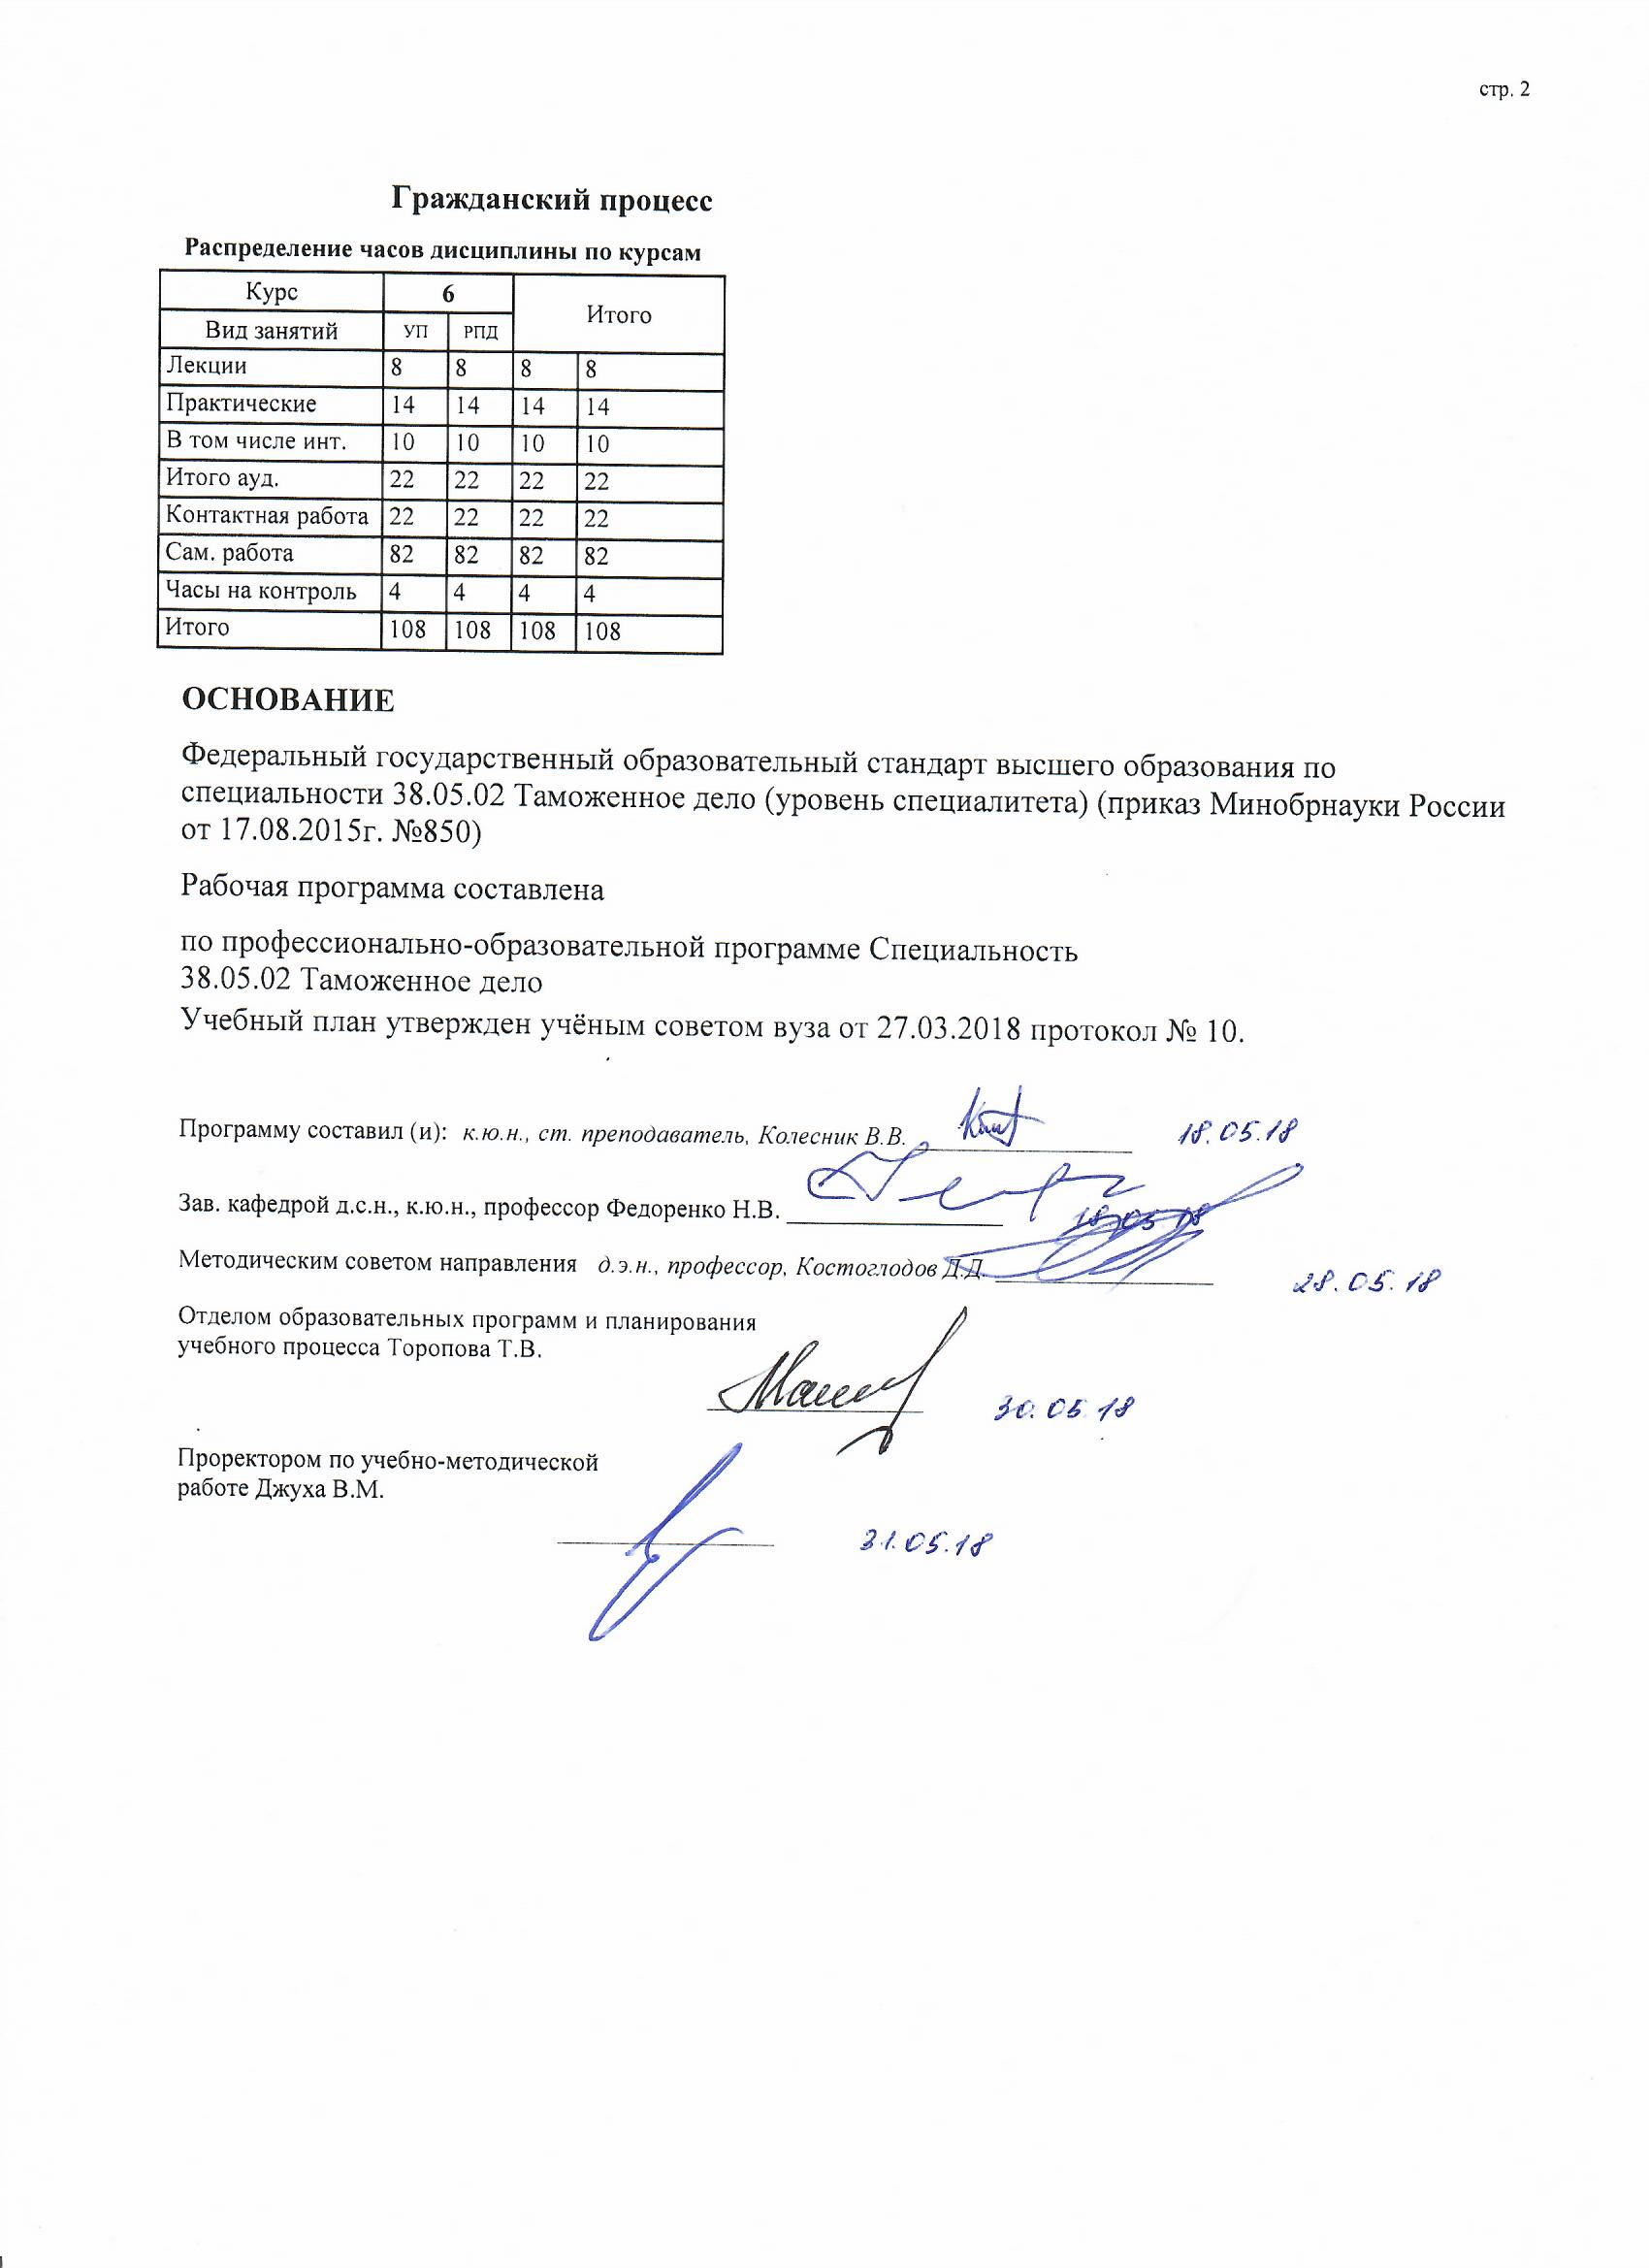 стр. 2
Гражданский процесс
Распределение часов дисциплины по курсам
Курс 6 Итого
Вид занятий УП РПД
Лекции 8 8 8 8
Практические 14 14 14 14
В том числе инт. 10 10 10 10
Итого ауд. 22 22 22 22
Контактная работа 22 22 22 22
Сам. работа 82 82 82 82
Часы на контроль 4 4 4 4
Итого 108 108 108 108
ОСНОВАНИЕ
Федеральный государственный образовательный стандарт высшего образования по
специальности 38.05.02 Таможенное дело (уровень специалитета) (приказ Минобрнауки России
от 17.08.2015г. №850)
Рабочая программа составлена
по профессионально-образовательной программе Специальность
38.05.02 Таможенное дело
Учебный план утвержден учёным советом вуза от 27.03.2018 протокол № 10.
Программу составил (и): к.ю.н., ст. преподаватель, Колесник В.В. 18.05.18
Зав. кафедрой д.с.н., к.ю.н., профессор Федоренко Н.В. 18.05.18
Методическим советом направления д.э.н., профессор, Костоглодов Д.Д. 28.05.18
Отделом образовательных программ и планирования
учебного процесса Торопова Т.В.
30.05.18
Проректором по учебно-методической
работе Джуха В.М.
31.05.18